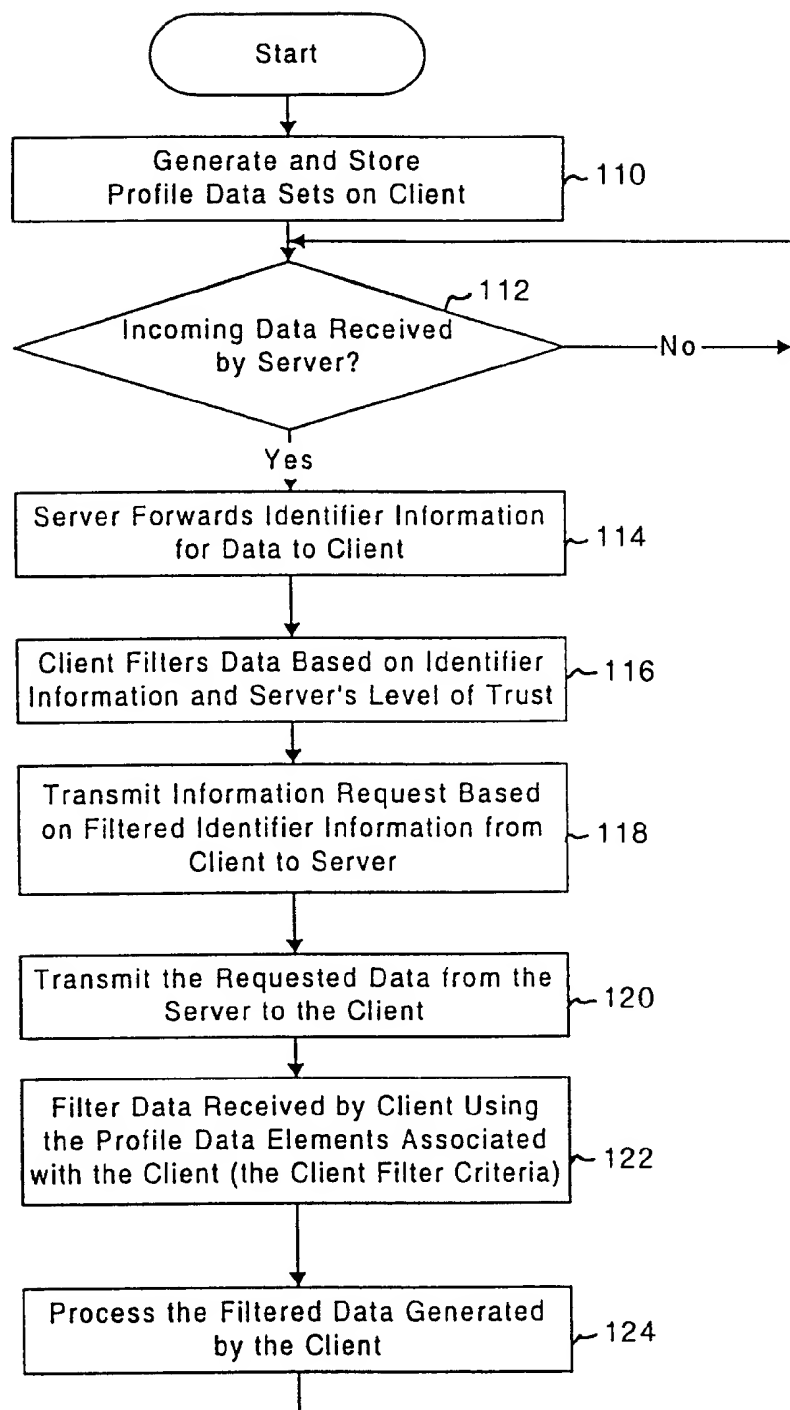 Start
Generate and Store
Profile Data Sets on Client
110
112
Incoming Data Received
by Server?
No
Yes
Server Forwards Identifier Information
for Data to Client
114
Client Filters Data Based on Identifier
Information and Server's Level of Trust
116
Transmit Information Request Based
on Filtered Identifier Information from
Client to Server
118
Transmit the Requested Data from the
Server to the Client
120
Filter Data Received by Client Using
the Profile Data Elements Associated
with the Client (the Client Filter Criteria)
122
Process the Filtered Data Generated
by the Client
124